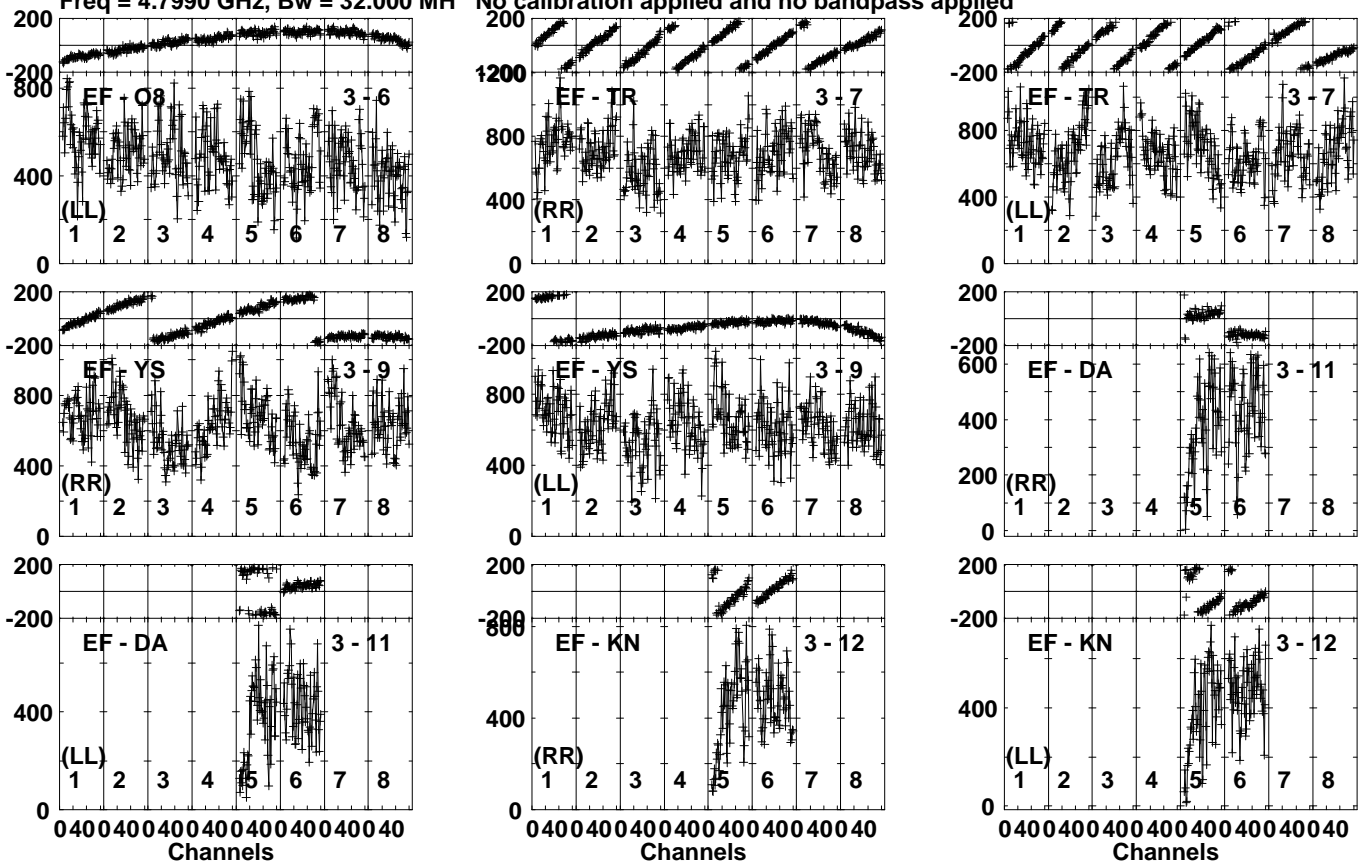 Freq = 4.7990 GHz, Bw = 32.000 MH No calibration applied and no bandpass applied
200 200 200
-200 -200 -200
800 1200
EF - O8 3 - 6 EF - TR 3 - 7 EF - TR 3 - 7
800 800
400 400 400
(LL) (RR) (LL)
1 2 3 4 5 6 7 8 1 2 3 4 5 6 7 8 1 2 3 4 5 6 7 8
0 0 0
200 200 200
-200 -200 -200
EF - YS 3 - 9 EF - YS 3 - 9 EF - DA 3 - 11
800 800 600
400 400 400
200
(RR) (LL) (RR)
1 2 3 4 5 6 7 8 1 2 3 4 5 6 7 8 1 2 3 4 5 6 7 8
0 0 0
200 200 200
-200 -200 -200
800
EF - DA 3 - 11 EF - KN 3 - 12 EF - KN 3 - 12
400 400 400
(LL) (RR) (LL)
1 2 3 4 5 6 7 8 1 2 3 4 5 6 7 8 1 2 3 4 5 6 7 8
0 0 0
0 40 0 40 0 40 0 40 0 40 0 40 0 40 0 40 0 40 0 40 0 40 0 40 0 40 0 40 0 40 0 40 0 40 0 40 0 40 0 40 0 40 0 40 0 40 0 40
Channels Channels Channels